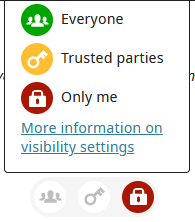 Everyone
Trusted parties
Only me
More information on
visibility settings